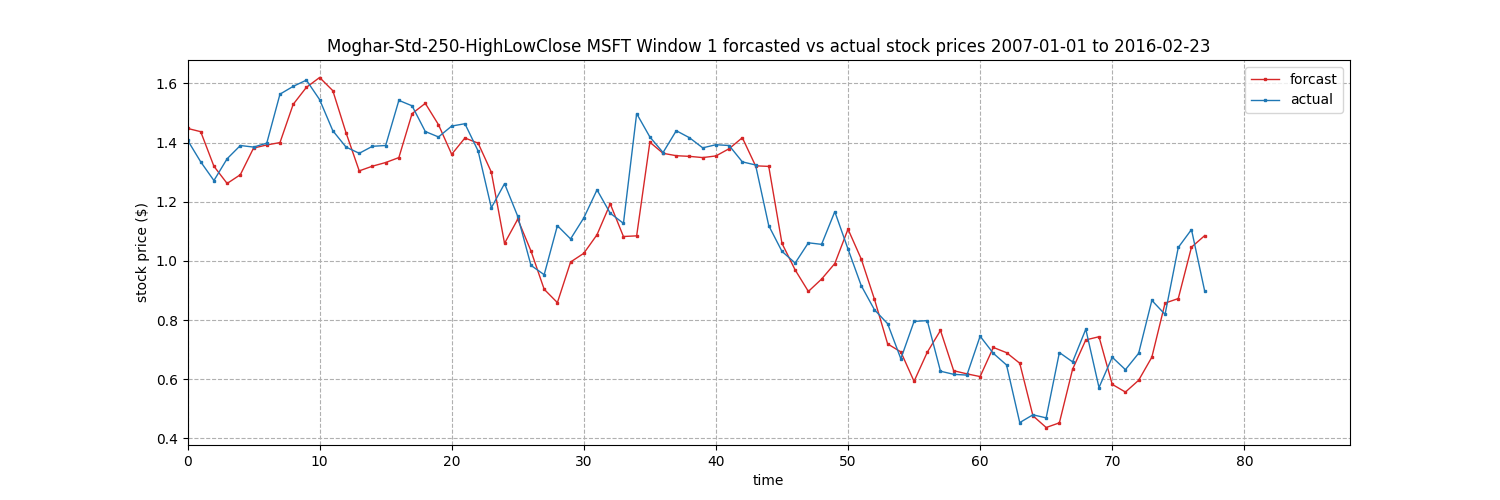 Moghar-Std-250-HighLowClose MSFT Window 1 forcasted vs actual stock prices 2007-01-01 to 2016-02-23
forcast
actual
stock price ($)
1.6
1.4
1.2
1.0
0.8
0.6
0.4
0 10 20 30 40 50 60 70 80
time